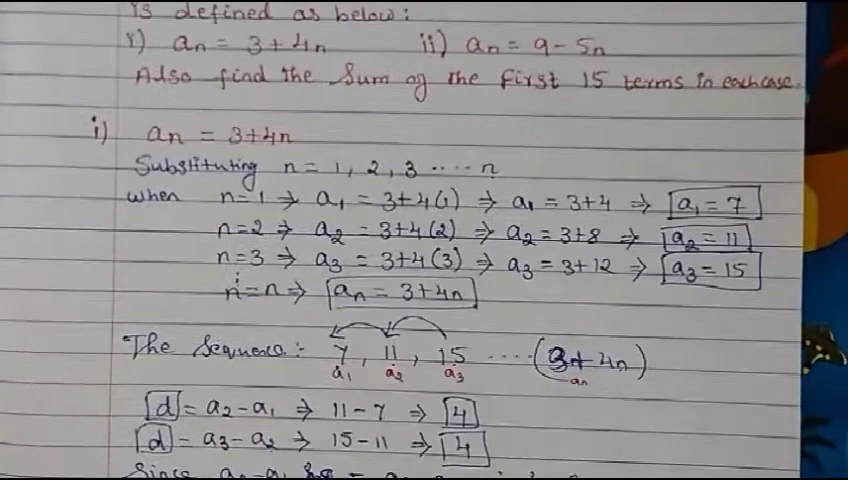 is defined as below:
i) an = 3 + 4n ii) an = 9 - 5n
Also find the Sum of the first 15 terms in each case.
i) an = 3+4n
Substituting n = 1, 2, 3 ..... n
when n=1 ⇒ a1 = 3+4(1) ⇒ a1 = 3+4 ⇒ a1 = 7
n=2 ⇒ a2 = 3+4(2) ⇒ a2 = 3+8 ⇒ a2 = 11
n=3 ⇒ a3 = 3+4(3) ⇒ a3 = 3+12 ⇒ a3 = 15
n=n ⇒ an = 3+4n
The Sequence: 7, 11, 15 ....(3+4n)
a1 a2 a3 an
d = a2-a1 ⇒ 11-7 ⇒ 4
d = a3-a2 ⇒ 15-11 ⇒ 4
Since a2-a1